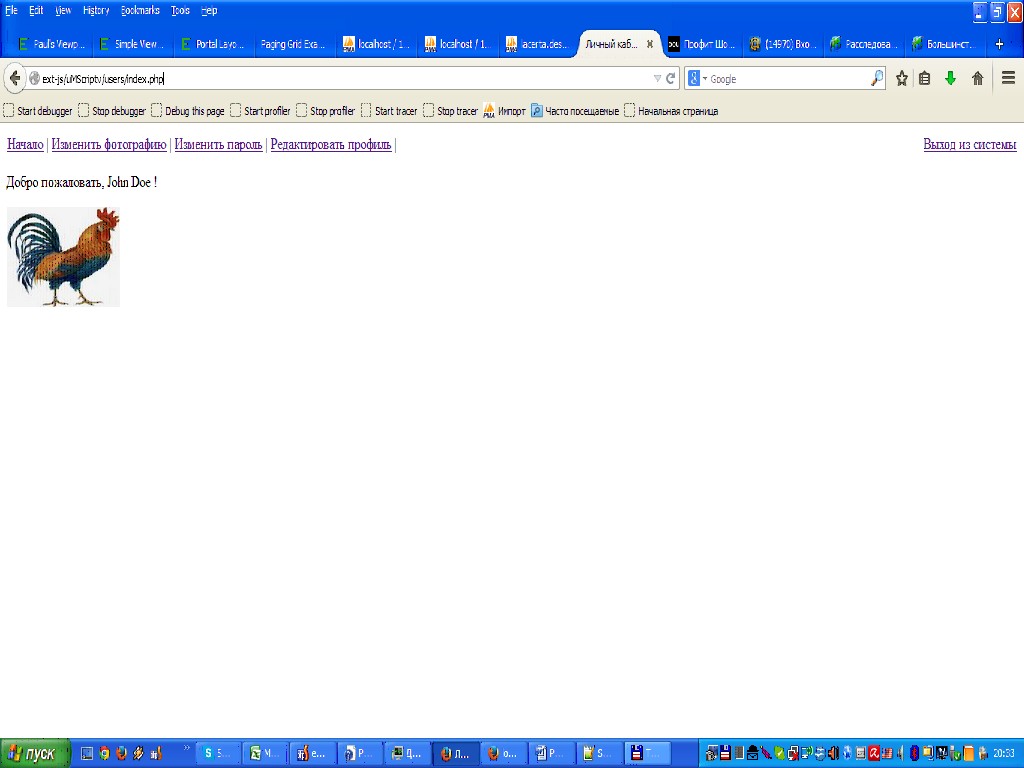 File Edit View History Bookmarks Tools Help
Paul's Viewp... Simple View... Portal Layo... Paging Grid Exa... localhost / 1... localhost / 1... lacerta.des... Личный каб... Профит Шо... (14970) Вхо... Расследова... Большинст...
ext-js/uMScriptv/users/index.php Google
Start debugger Stop debugger Debug this page Start profiler Stop profiler Start tracer Stop tracer Импорт Часто посещаемые Начальная страница
Начало | Изменить фотографию | Изменить пароль | Редактировать профиль | Выход из системы
Добро пожаловать, John Doe !
пуск S... M... e... P... Д... Л... o... P... S... T... 20:33